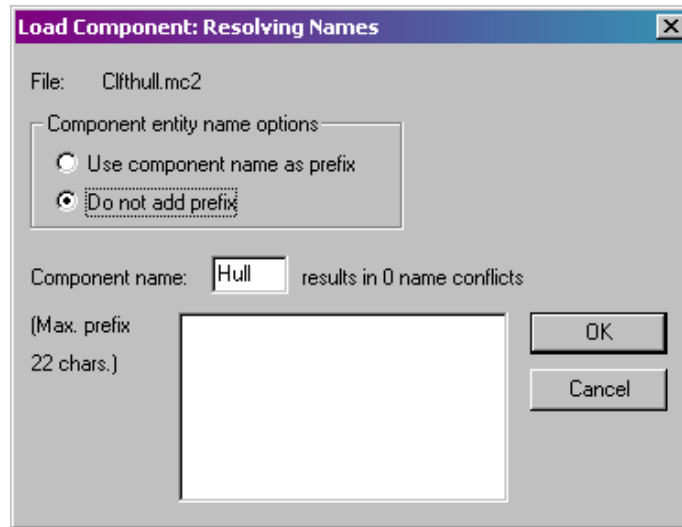 Load Component: Resolving Names
File: Clfthull.mc2
Component entity name options
Use component name as prefix
Do not add prefix
Component name: Hull results in 0 name conflicts
(Max. prefix
22 chars.)
OK
Cancel